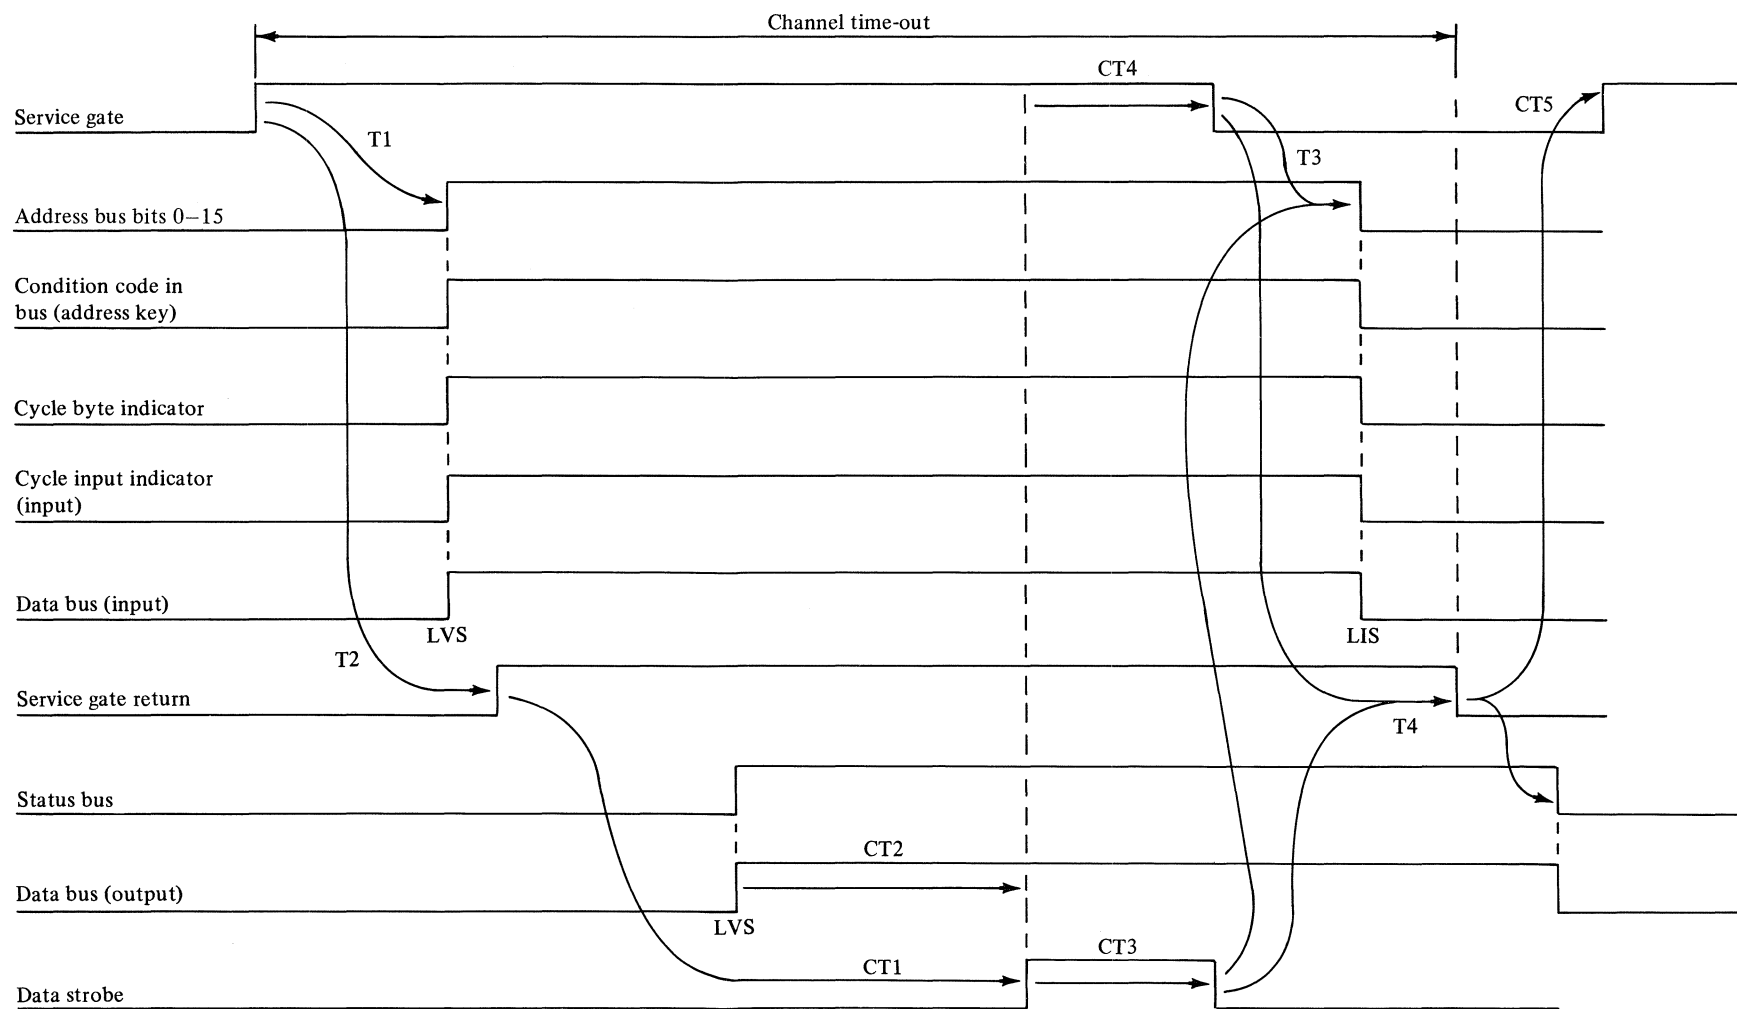 Channel time-out
CT4
Service gate
CT5
T1
T3
Address bus bits 0–15
Condition code in
bus (address key)
Cycle byte indicator
Cycle input indicator
(input)
Data bus (input)
LVS
LIS
T2
Service gate return
T4
Status bus
CT2
Data bus (output)
LVS
CT3
CT1
Data strobe